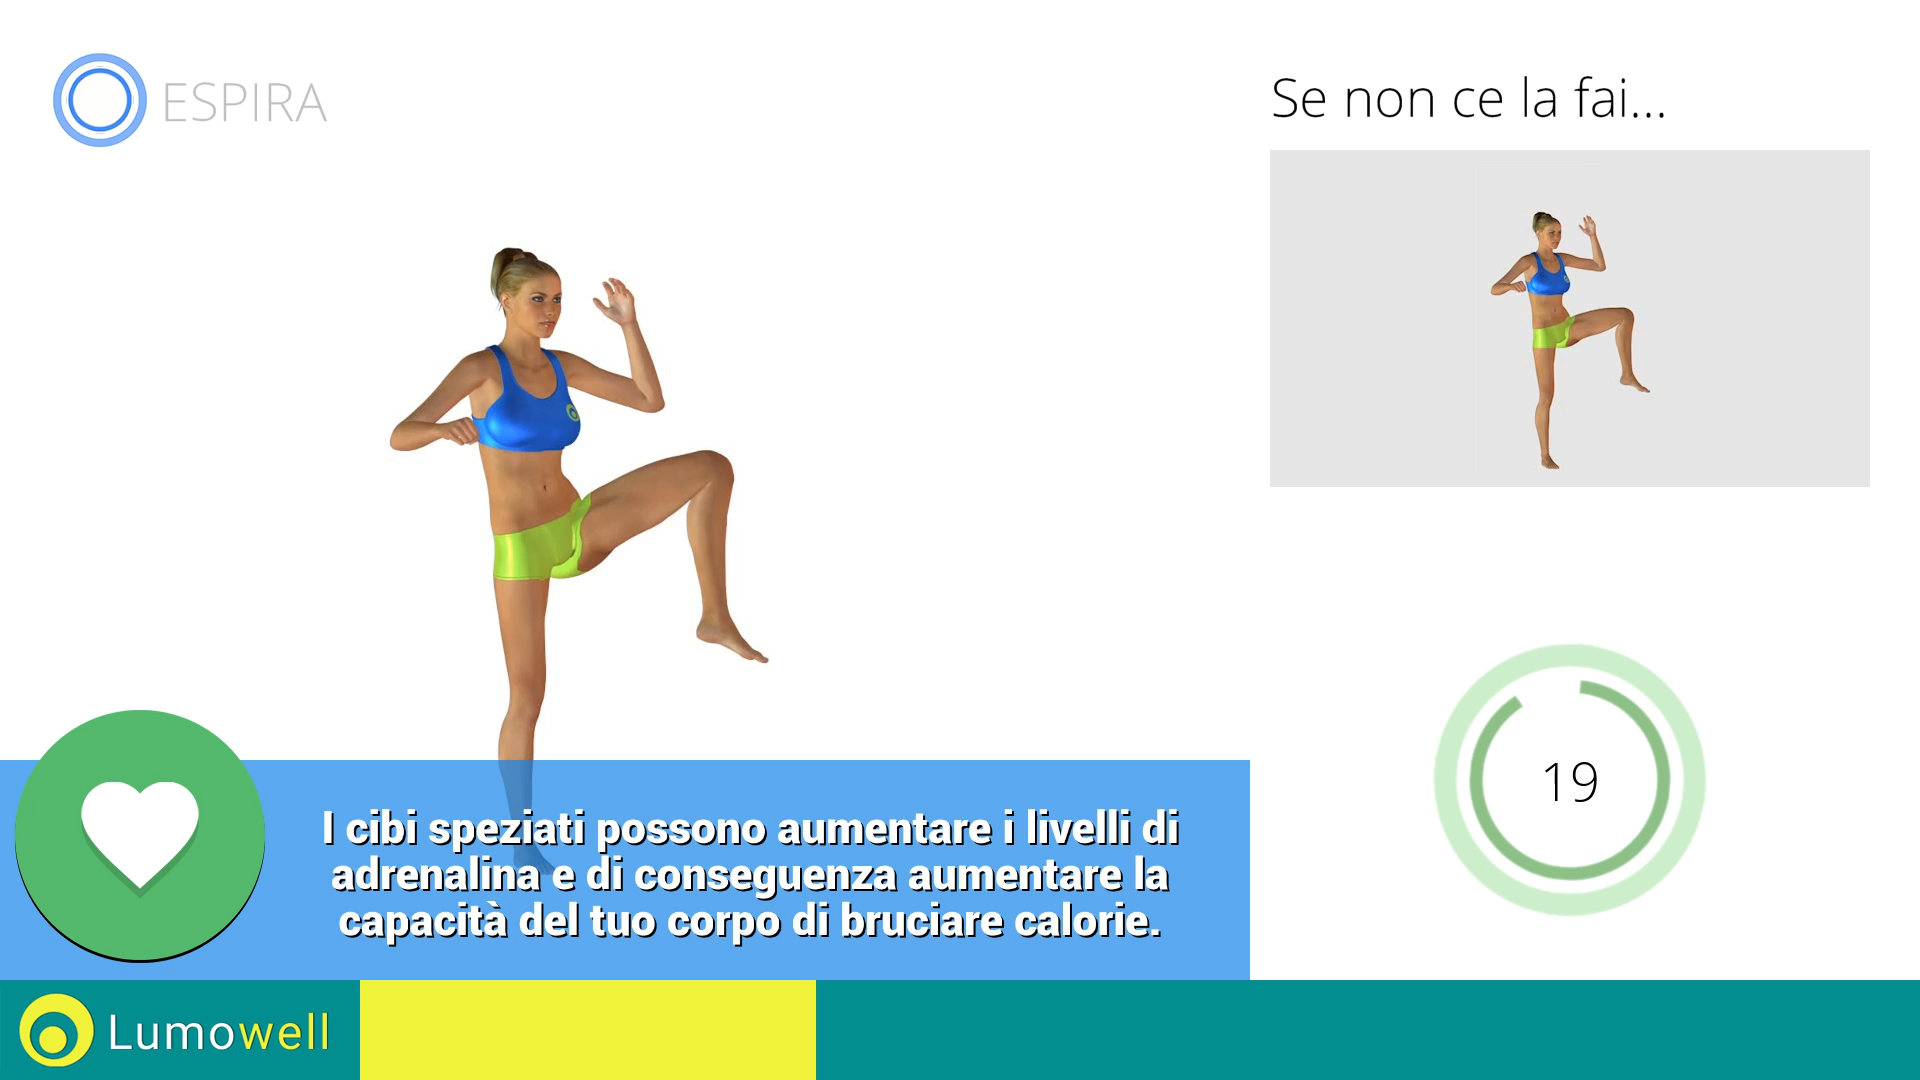 ESPIRA
Se non ce la fai...
19
I cibi speziati possono aumentare i livelli di
adrenalina e di conseguenza aumentare la
capacità del tuo corpo di bruciare calorie.
Lumowell